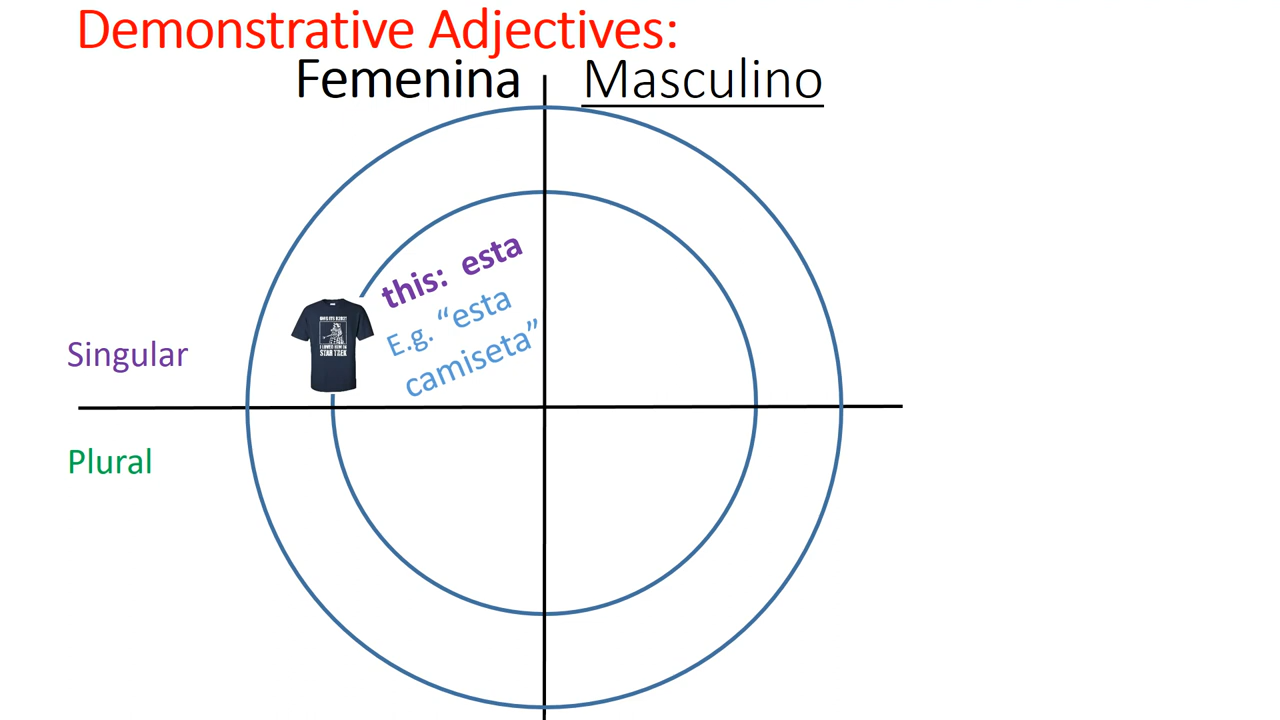 Demonstrative Adjectives:
Femenina
Masculino
this: esta
E.g. “esta
camiseta”
STAR TREK
Singular
Plural